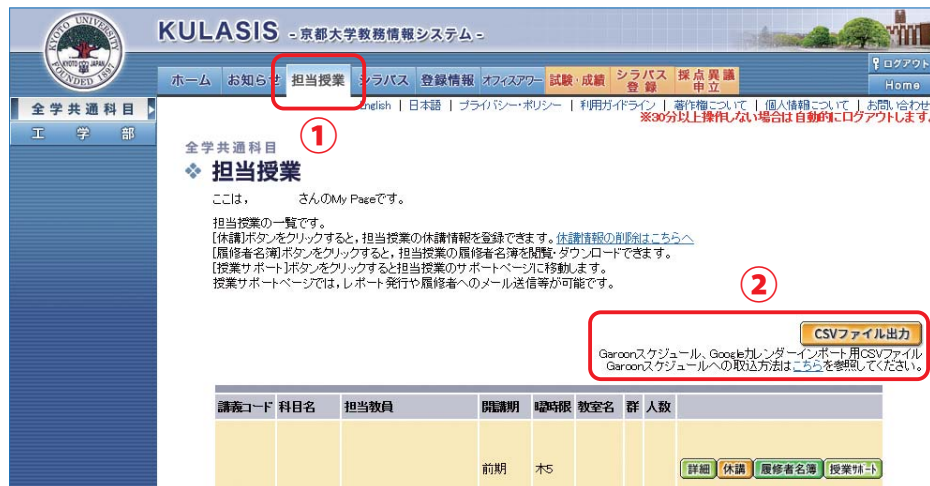 KULASIS - 京都大学教務情報システム -
ログアウト
ホーム お知らせ 担当授業 シラバス 登録情報 オフィスアワー 試験・成績 シラバス登録 採点異議申立
Home
全学共通科目
工学部
English | 日本語 | プライバシー・ポリシー | 利用ガイドライン | 著作権について | 個人情報について | お問い合わせ
※30分以上操作しない場合は自動的にログアウトします。
①
全学共通科目
担当授業
ここは， さんのMy Pageです。
担当授業の一覧です。
[休講]ボタンをクリックすると，担当授業の休講情報を登録できます。休講情報の削除はこちらへ
[履修者名簿]ボタンをクリックすると，担当授業の履修者名簿を閲覧・ダウンロードできます。
[授業サポート]ボタンをクリックすると担当授業のサポートページに移動します。
授業サポートページでは，レポート発行や履修者へのメール送信等が可能です。
②
CSVファイル出力
Garoonスケジュール、Googleカレンダーインポート用CSVファイル
Garoonスケジュールへの取込方法はこちらを参照してください。
講義コード 科目名 担当教員 開講期 曜時限 教室名 群 人数
前期 木5 詳細 休講 履修者名簿 授業サポート